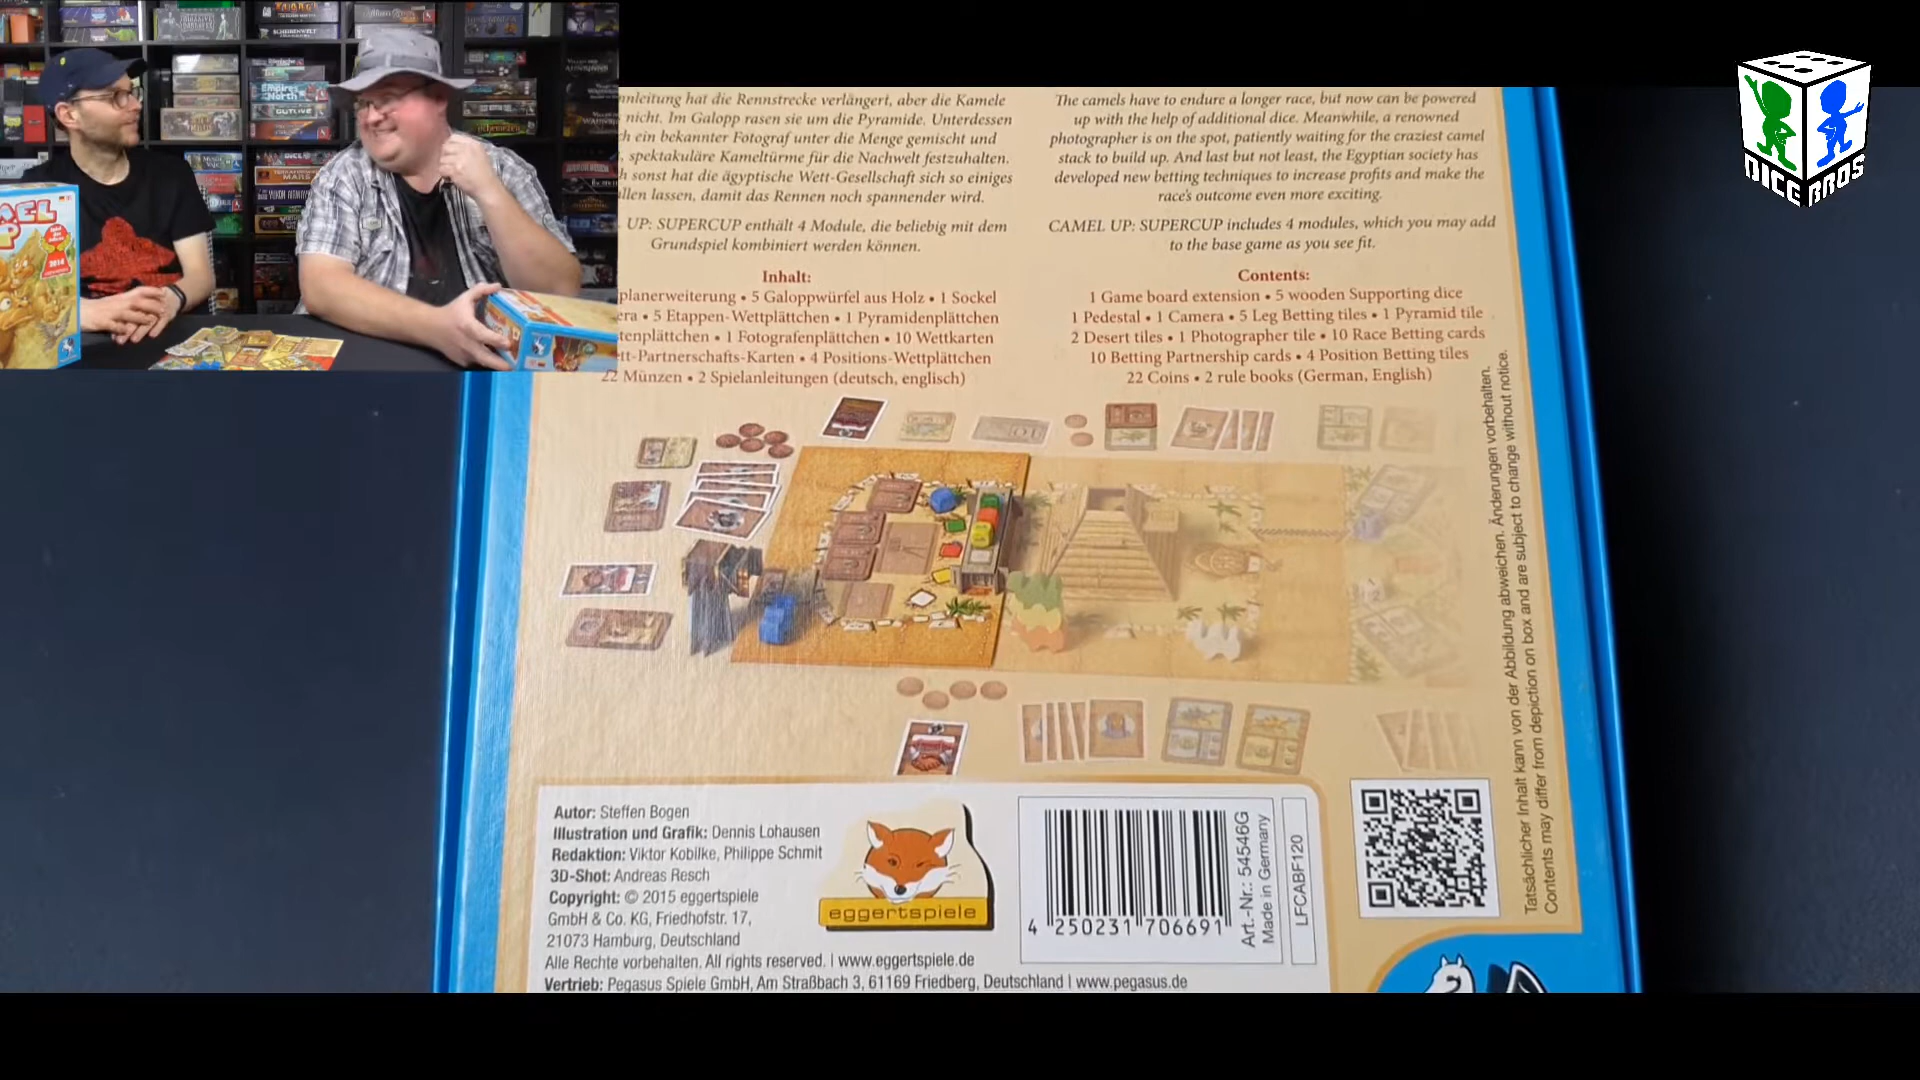 nnleitung hat die Rennstrecke verlängert, aber die Kamele
nicht. Im Galopp rasen sie um die Pyramide. Unterdessen
h ein bekannter Fotograf unter die Menge gemischt und
, spektakuläre Kameltürme für die Nachwelt festzuhalten.
h sonst hat die ägyptische Wett-Gesellschaft sich so einiges
llen lassen, damit das Rennen noch spannender wird.
UP: SUPERCUP enthält 4 Module, die beliebig mit dem
Grundspiel kombiniert werden können.
Inhalt:
planerweiterung • 5 Galoppwürfel aus Holz • 1 Sockel
era • 5 Etappen-Wettplättchen • 1 Pyramidenplättchen
tenplättchen • 1 Fotografenplättchen • 10 Wettkarten
tt-Partnerschafts-Karten • 4 Positions-Wettplättchen
22 Münzen • 2 Spielanleitungen (deutsch, englisch)
The camels have to endure a longer race, but now can be powered
up with the help of additional dice. Meanwhile, a renowned
photographer is on the spot, patiently waiting for the craziest camel
stack to build up. And last but not least, the Egyptian society has
developed new betting techniques to increase profits and make the
race's outcome even more exciting.
CAMEL UP: SUPERCUP includes 4 modules, which you may add
to the base game as you see fit.
Contents:
1 Game board extension • 5 wooden Supporting dice
1 Pedestal • 1 Camera • 5 Leg Betting tiles • 1 Pyramid tile
2 Desert tiles • 1 Photographer tile • 10 Race Betting cards
10 Betting Partnership cards • 4 Position Betting tiles
22 Coins • 2 rule books (German, English)
Tatsächlicher Inhalt kann von der Abbildung abweichen. Änderungen vorbehalten.
Contents may differ from depiction on box and are subject to change without notice.
Autor: Steffen Bogen
Illustration und Grafik: Dennis Lohausen
Redaktion: Viktor Kobilke, Philippe Schmit
3D-Shot: Andreas Resch
Copyright: © 2015 eggertspiele
GmbH & Co. KG, Friedhofstr. 17,
21073 Hamburg, Deutschland
Alle Rechte vorbehalten. All rights reserved. | www.eggertspiele.de
Vertrieb: Pegasus Spiele GmbH, Am Straßbach 3, 61169 Friedberg, Deutschland | www.pegasus.de
eggertspiele
4 250231 706691
Art.-Nr.: 54546G
Made in Germany
LFCABF120
DICE BROS
MEL
2014
Empires
North
OUTLIVE
MARS